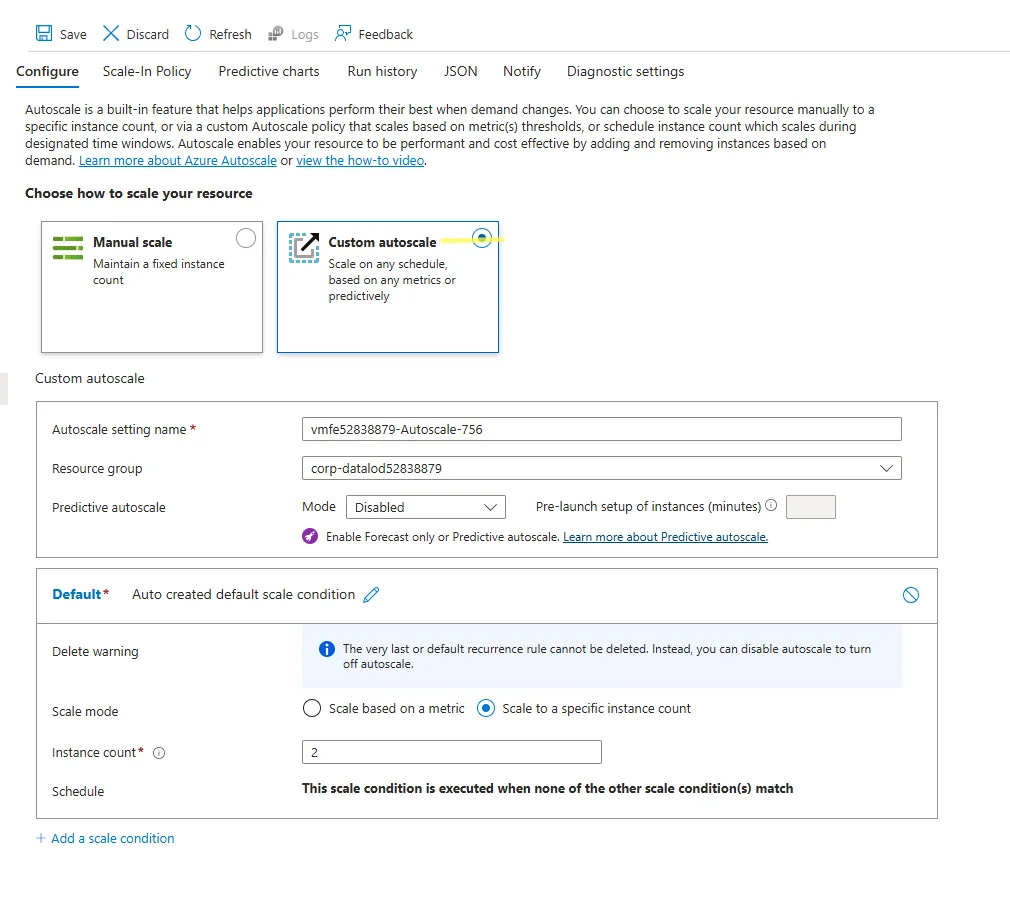 Save Discard Refresh Logs Feedback
Configure Scale-In Policy Predictive charts Run history JSON Notify Diagnostic settings
Autoscale is a built-in feature that helps applications perform their best when demand changes. You can choose to scale your resource manually to a
specific instance count, or via a custom Autoscale policy that scales based on metric(s) thresholds, or schedule instance count which scales during
designated time windows. Autoscale enables your resource to be performant and cost effective by adding and removing instances based on
demand. Learn more about Azure Autoscale or view the how-to video.
Choose how to scale your resource
Manual scale
Maintain a fixed instance
count
Custom autoscale
Scale on any schedule,
based on any metrics or
predictively
Custom autoscale
Autoscale setting name * vmfe52838879-Autoscale-756
Resource group corp-datalod52838879
Predictive autoscale Mode Disabled Pre-launch setup of instances (minutes)
Enable Forecast only or Predictive autoscale. Learn more about Predictive autoscale.
Default* Auto created default scale condition
Delete warning The very last or default recurrence rule cannot be deleted. Instead, you can disable autoscale to turn
off autoscale.
Scale mode Scale based on a metric Scale to a specific instance count
Instance count* 2
Schedule This scale condition is executed when none of the other scale condition(s) match
+ Add a scale condition